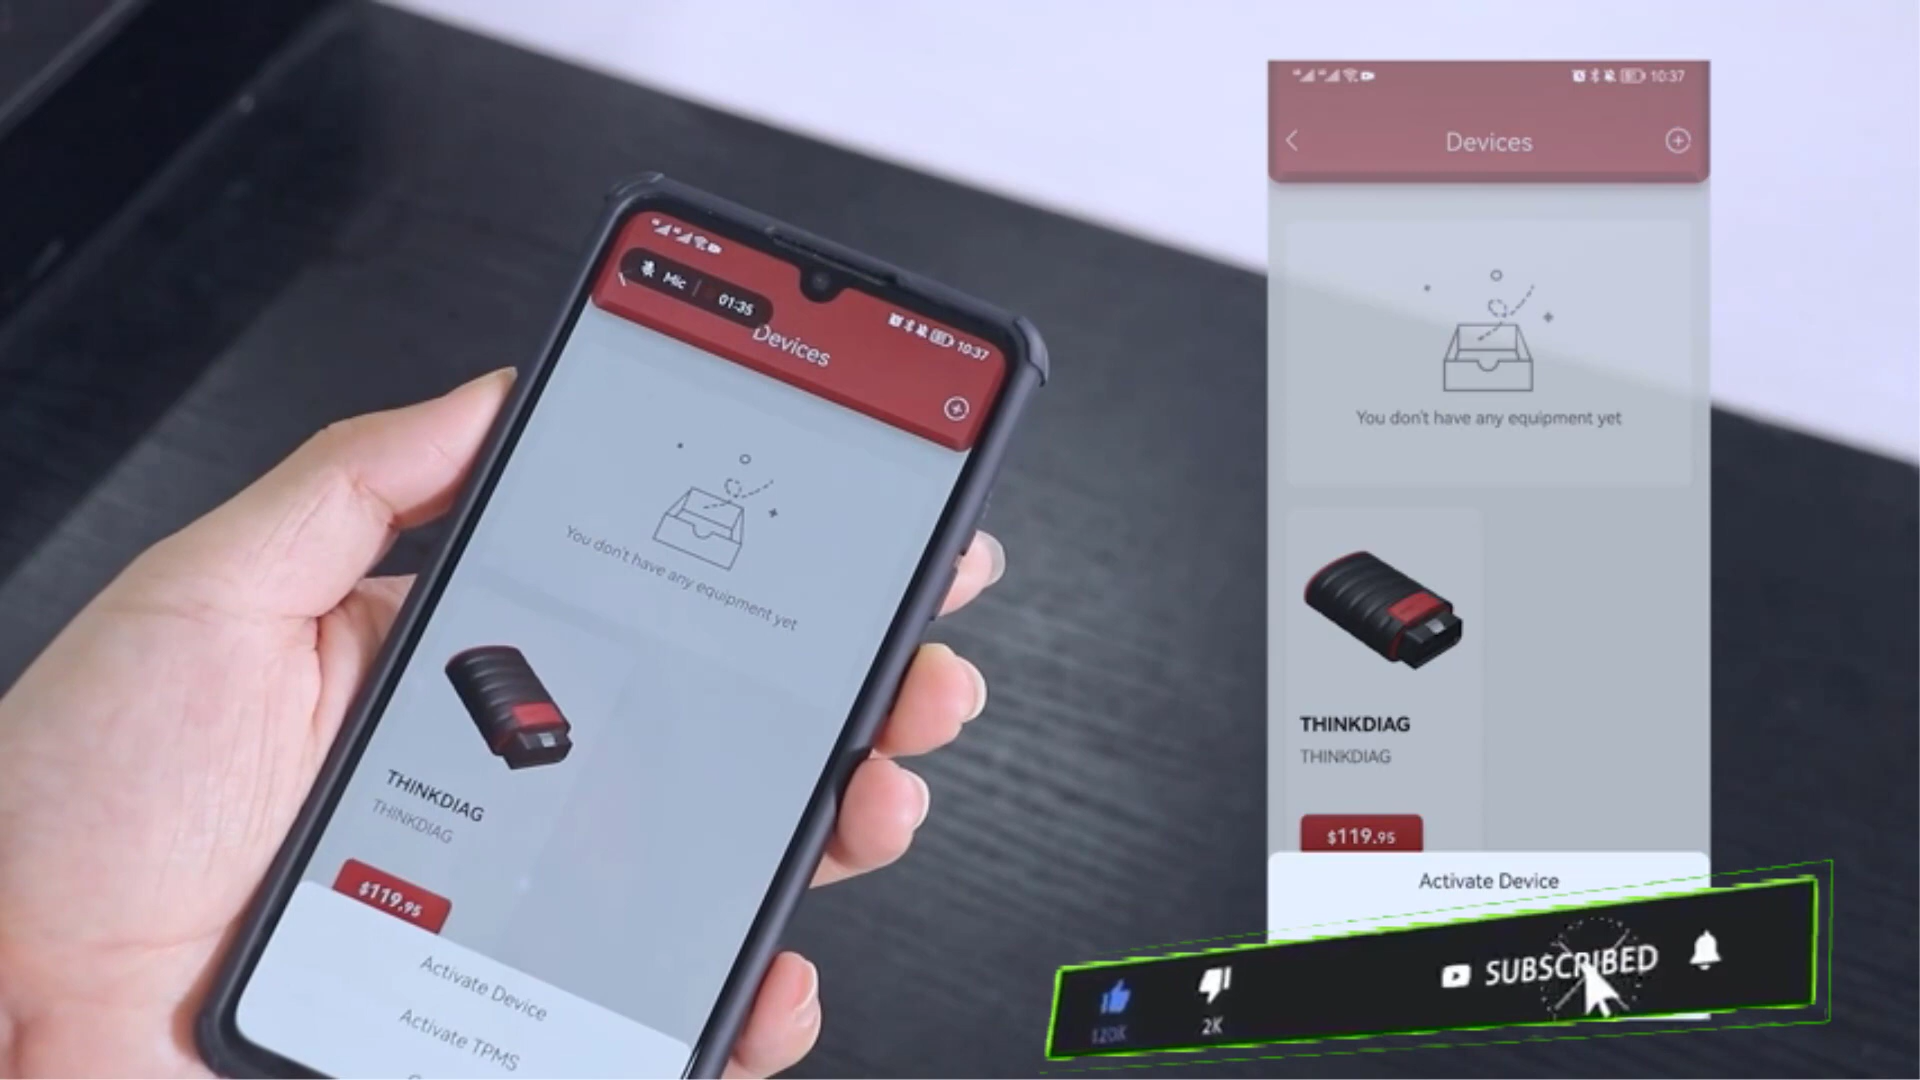 Mic
01:35
10:37
Devices
You don't have any equipment yet
THINKDIAG
THINKDIAG
$119.95
Activate Device
Activate TPMS
10:37
Devices
You don't have any equipment yet
THINKDIAG
THINKDIAG
$119.95
Activate Device
120K
2K
SUBSCRIBED